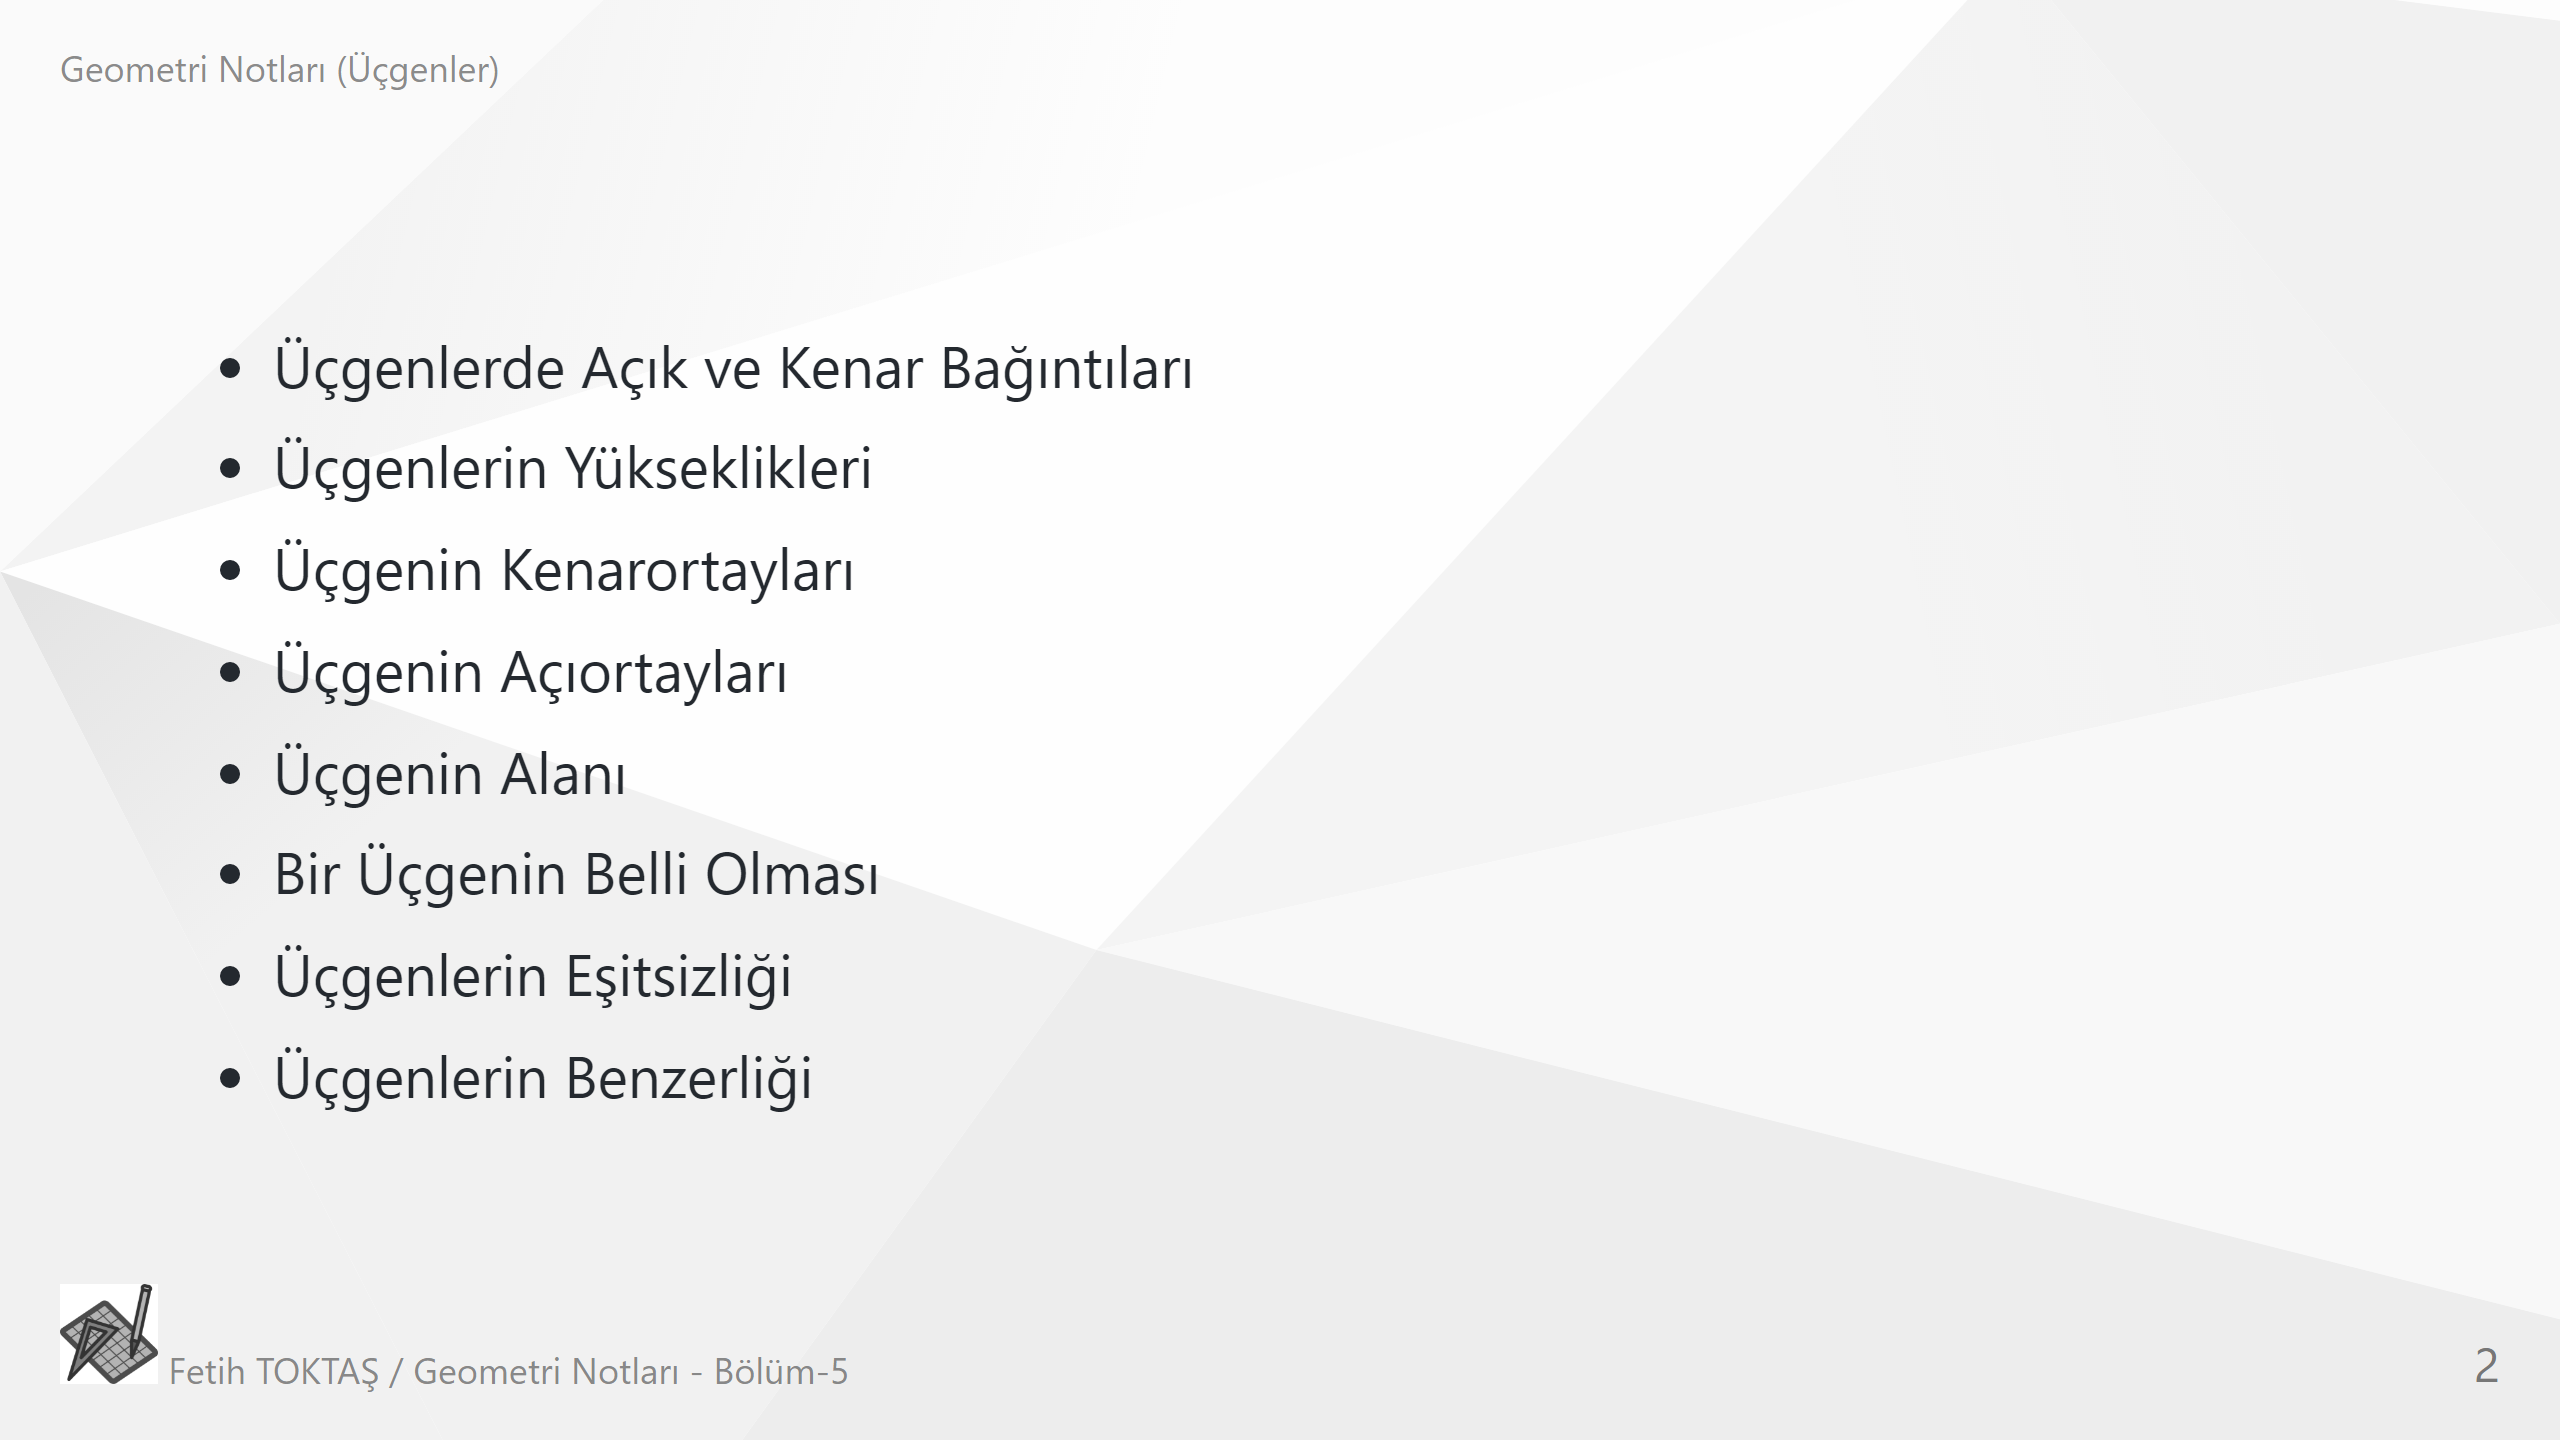 Geometri Notları (Üçgenler)
• Üçgenlerde Açık ve Kenar Bağıntıları
• Üçgenlerin Yükseklikleri
• Üçgenin Kenarortayları
• Üçgenin Açıortayları
• Üçgenin Alanı
• Bir Üçgenin Belli Olması
• Üçgenlerin Eşitsizliği
• Üçgenlerin Benzerliği
Fetih TOKTAŞ / Geometri Notları - Bölüm-5
2